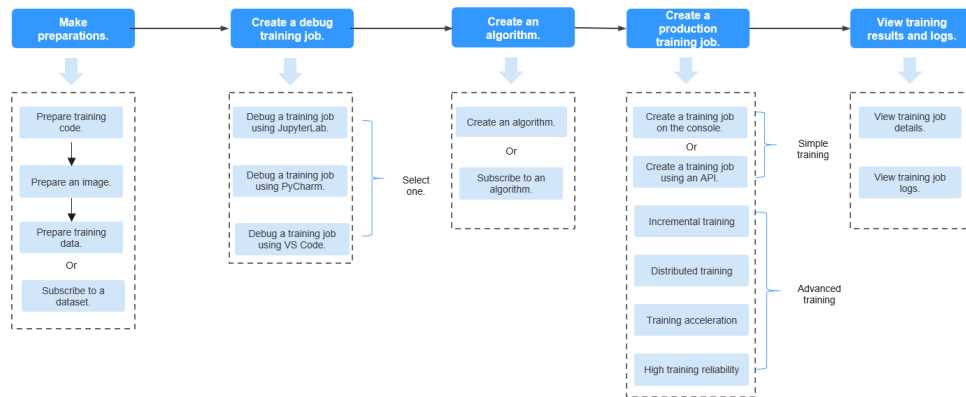 Make
preparations.
Create a debug
training job.
Create an
algorithm.
Create a
production
training job.
View training
results and logs.
Prepare training
code.
Prepare an image.
Prepare training
data.
Or
Subscribe to a
dataset.
Debug a training job
using JupyterLab.
Debug a training job
using PyCharm.
Debug a training job
using VS Code.
Select
one.
Create an algorithm.
Or
Subscribe to an
algorithm.
Create a training job
on the console.
Or
Create a training job
using an API.
Simple
training
Incremental training
Distributed training
Training acceleration
High training reliability
Advanced
training
View training job
details.
View training job
logs.